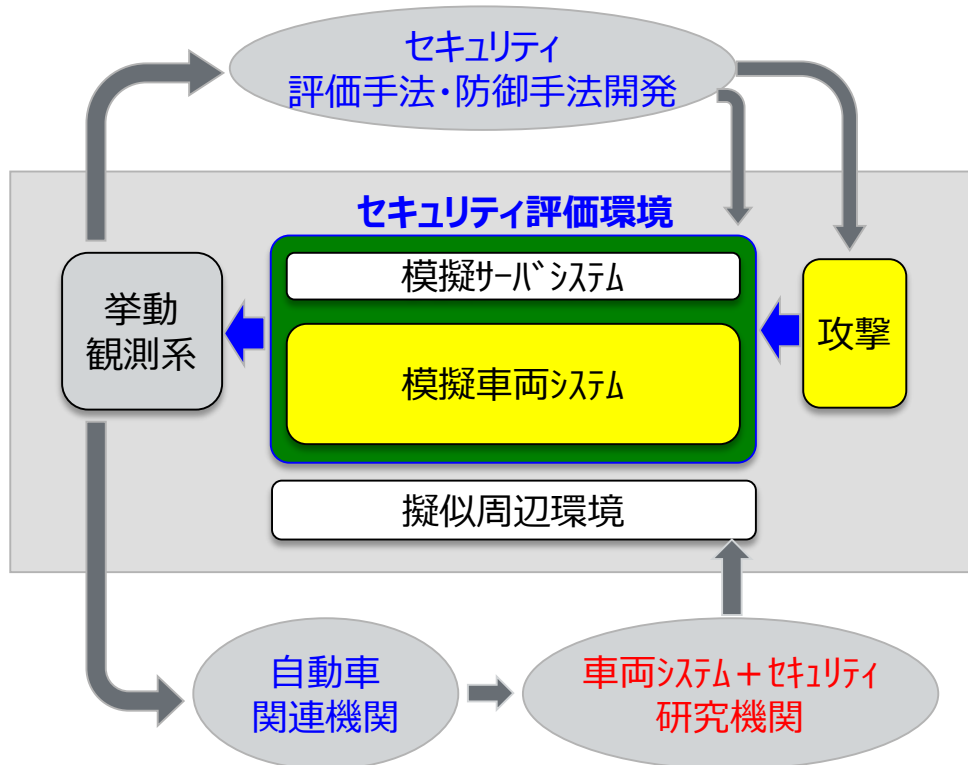 セキュリティ
評価手法・防御手法開発
セキュリティ評価環境
挙動
観測系
模擬ｻｰﾊﾞｼｽﾃﾑ
模擬車両ｼｽﾃﾑ
攻撃
擬似周辺環境
自動車
関連機関
車両ｼｽﾃﾑ＋ｾｷｭﾘﾃｨ
研究機関